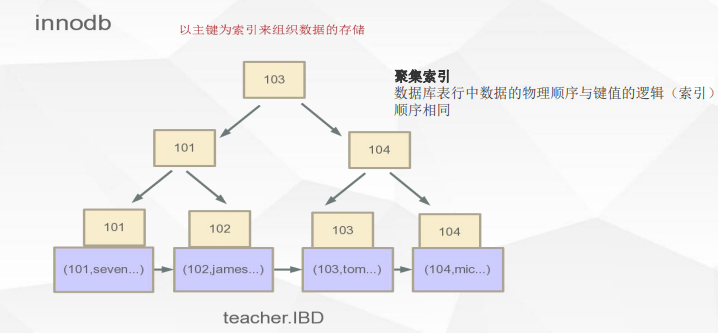 innodb
以主键为索引来组织数据的存储
103
聚集索引
数据库表行中数据的物理顺序与键值的逻辑（索引）
顺序相同
101
104
101
102
103
104
(101,seven...)
(102,james...)
(103,tom...)
(104,mic...)
teacher.IBD